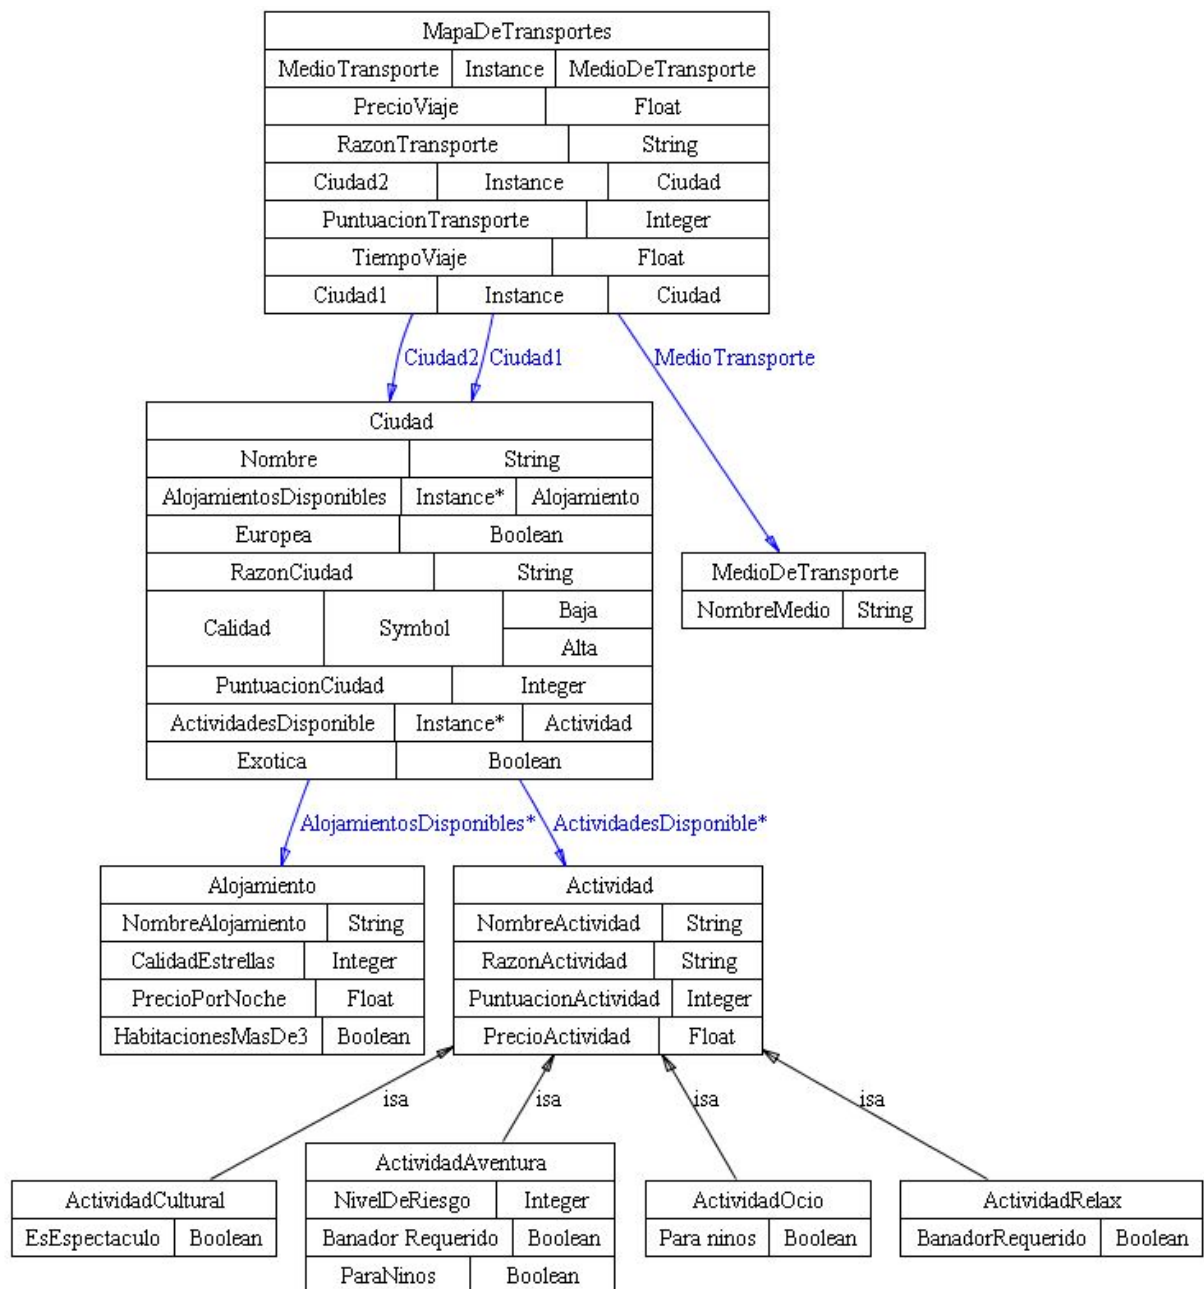 MapaDeTransportes
MedioTransporte Instance MedioDeTransporte
PrecioViaje Float
RazonTransporte String
Ciudad2 Instance Ciudad
PuntuacionTransporte Integer
TiempoViaje Float
Ciudad1 Instance Ciudad
Ciudad2 Ciudad1 MedioTransporte
Ciudad
Nombre String
AlojamientosDisponibles Instance* Alojamiento
Europea Boolean
RazonCiudad String
Calidad Symbol Baja
Alta
PuntuacionCiudad Integer
ActividadesDisponible Instance* Actividad
Exotica Boolean
MedioDeTransporte
NombreMedio String
AlojamientosDisponibles* ActividadesDisponible*
Alojamiento
NombreAlojamiento String
CalidadEstrellas Integer
PrecioPorNoche Float
HabitacionesMasDe3 Boolean
Actividad
NombreActividad String
RazonActividad String
PuntuacionActividad Integer
PrecioActividad Float
isa isa isa isa
ActividadCultural
EsEspectaculo Boolean
ActividadAventura
NivelDeRiesgo Integer
Banador Requerido Boolean
ParaNinos Boolean
ActividadOcio
Para ninos Boolean
ActividadRelax
BanadorRequerido Boolean